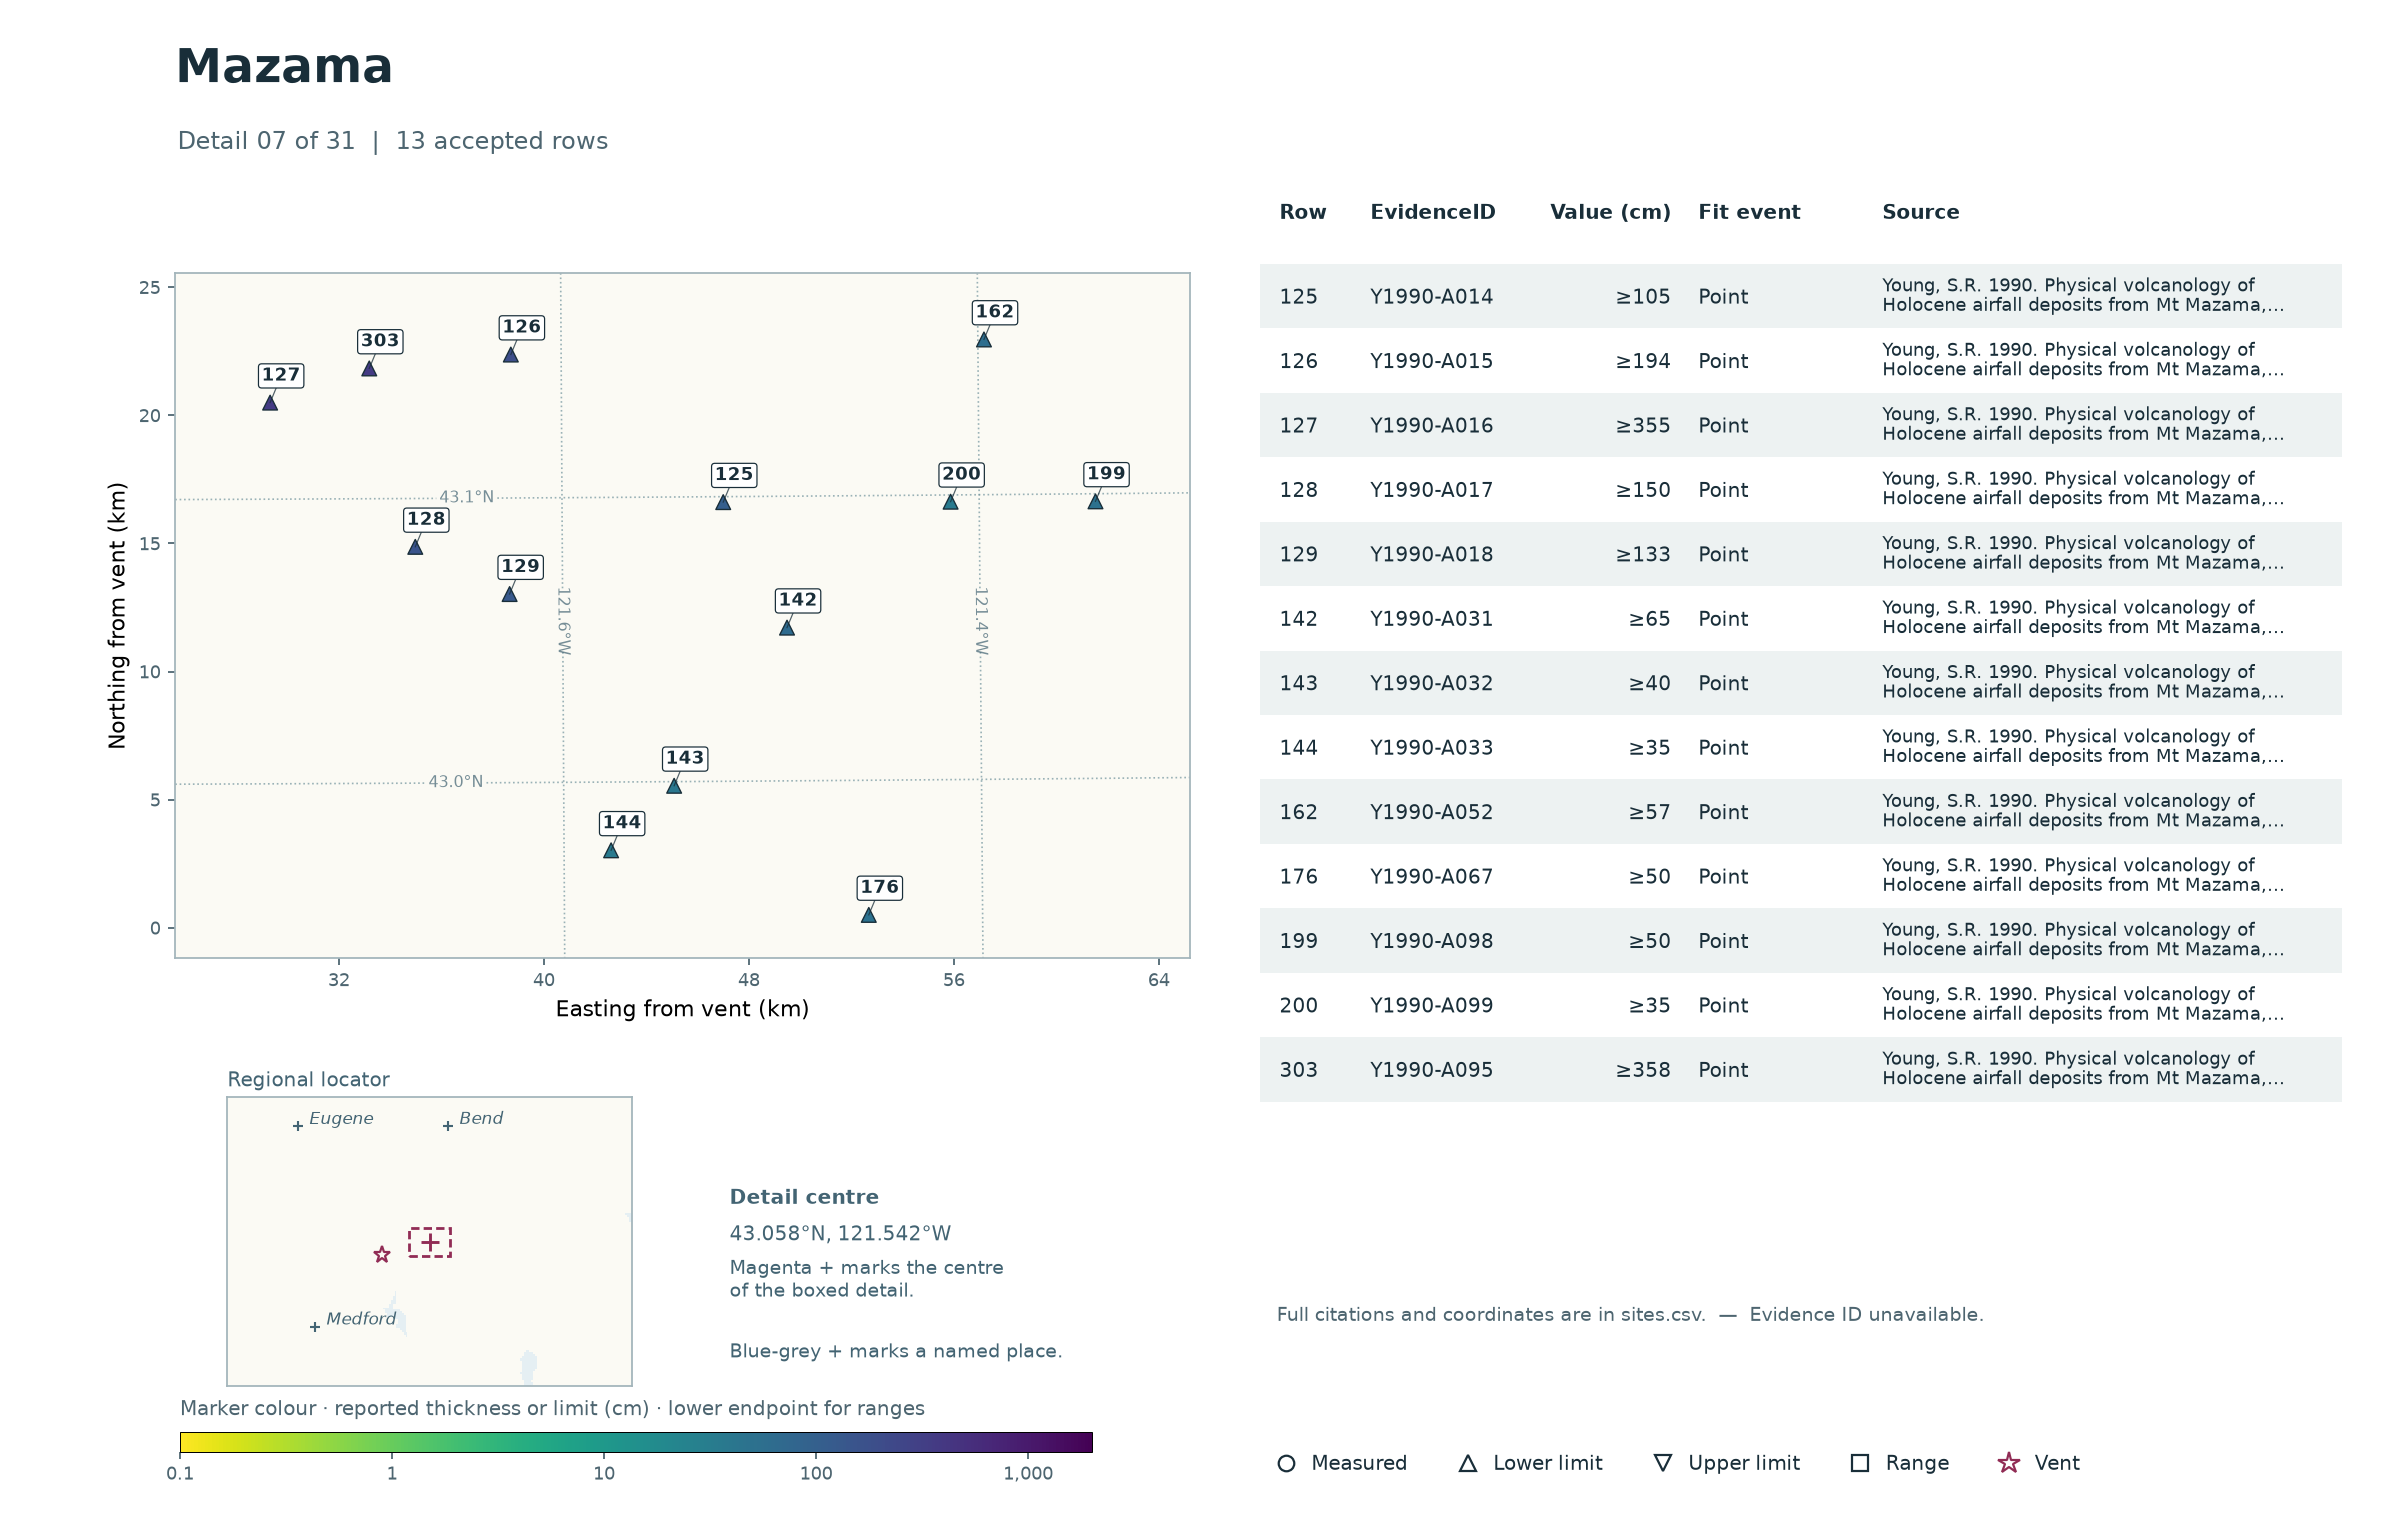 Mazama
Detail 07 of 31 | 13 accepted rows
Row EvidenceID Value (cm) Fit event Source
125 Y1990-A014 ≥105 Point Young, S.R. 1990. Physical volcanology of
Holocene airfall deposits from Mt Mazama,...
126 Y1990-A015 ≥194 Point Young, S.R. 1990. Physical volcanology of
Holocene airfall deposits from Mt Mazama,...
127 Y1990-A016 ≥355 Point Young, S.R. 1990. Physical volcanology of
Holocene airfall deposits from Mt Mazama,...
128 Y1990-A017 ≥150 Point Young, S.R. 1990. Physical volcanology of
Holocene airfall deposits from Mt Mazama,...
129 Y1990-A018 ≥133 Point Young, S.R. 1990. Physical volcanology of
Holocene airfall deposits from Mt Mazama,...
142 Y1990-A031 ≥65 Point Young, S.R. 1990. Physical volcanology of
Holocene airfall deposits from Mt Mazama,...
143 Y1990-A032 ≥40 Point Young, S.R. 1990. Physical volcanology of
Holocene airfall deposits from Mt Mazama,...
144 Y1990-A033 ≥35 Point Young, S.R. 1990. Physical volcanology of
Holocene airfall deposits from Mt Mazama,...
162 Y1990-A052 ≥57 Point Young, S.R. 1990. Physical volcanology of
Holocene airfall deposits from Mt Mazama,...
176 Y1990-A067 ≥50 Point Young, S.R. 1990. Physical volcanology of
Holocene airfall deposits from Mt Mazama,...
199 Y1990-A098 ≥50 Point Young, S.R. 1990. Physical volcanology of
Holocene airfall deposits from Mt Mazama,...
200 Y1990-A099 ≥35 Point Young, S.R. 1990. Physical volcanology of
Holocene airfall deposits from Mt Mazama,...
303 Y1990-A095 ≥358 Point Young, S.R. 1990. Physical volcanology of
Holocene airfall deposits from Mt Mazama,...
Northing from vent (km)
25
20
15
10
5
0
162
126
303
127
125
200
199
43.1°N
128
129
121.6°W
121.4°W
142
143
43.0°N
144
176
32 40 48 56 64
Easting from vent (km)
Regional locator
Eugene
Bend
Medford
Detail centre
43.058°N, 121.542°W
Magenta + marks the centre
of the boxed detail.
Blue-grey + marks a named place.
Full citations and coordinates are in sites.csv. — Evidence ID unavailable.
Marker colour · reported thickness or limit (cm) · lower endpoint for ranges
0.1 1 10 100 1,000
Measured Lower limit Upper limit Range Vent